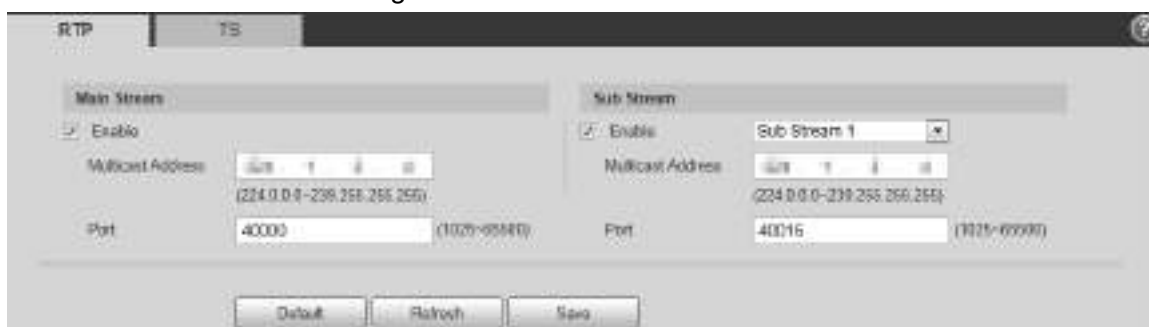 RTP TS
Main Stream Sub Stream
Enable Enable Sub Stream 1
Multicast Address Multicast Address
(224.0.0.0~239.255.255.255) (224.0.0.0~239.255.255.255)
Port 40000 (1025~65500) Port 40016 (1025~65500)
Default Refresh Save